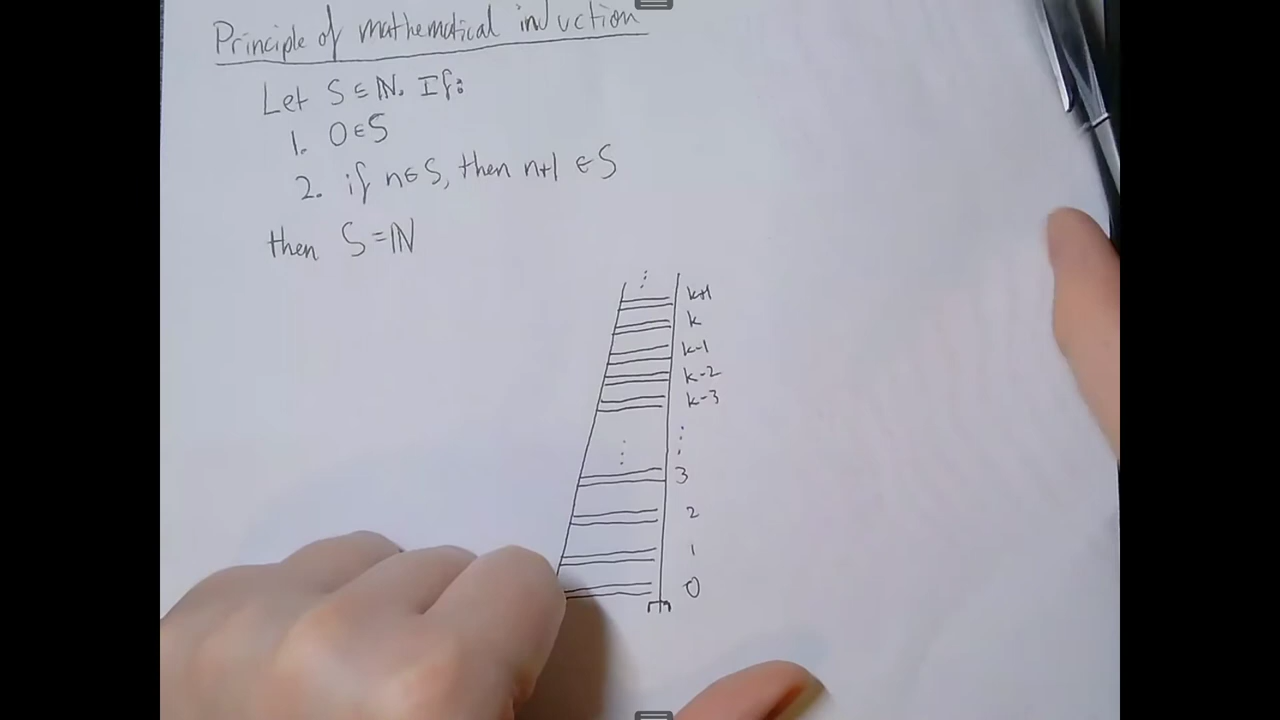 Principle of mathematical induction
Let S ⊆ ℕ. If:
1. 0 ∈ S
2. if n ∈ S, then n+1 ∈ S
then S = ℕ
⋮ k+1
k
k-1
k-2
k-3
⋮ ⋮
3
2
1
0